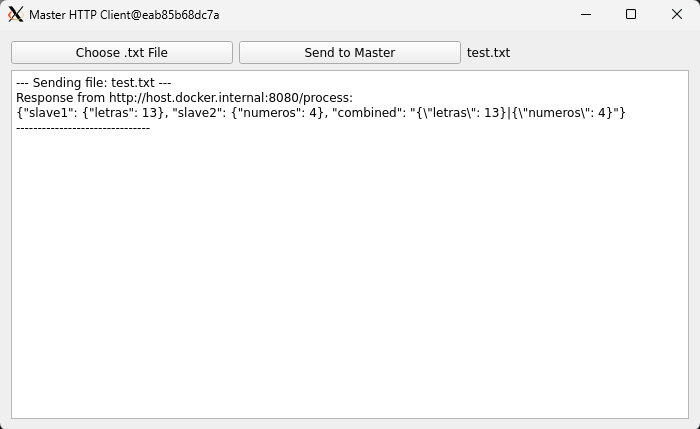 Master HTTP Client@eab85b68dc7a
Choose .txt File
Send to Master
test.txt
--- Sending file: test.txt ---
Response from http://host.docker.internal:8080/process:
{"slave1": {"letras": 13}, "slave2": {"numeros": 4}, "combined": "{\"letras\": 13}|{\"numeros\": 4}"}
------------------------------